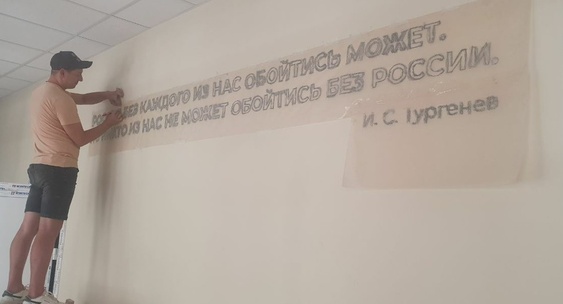 БЕЗ КАЖДОГО ИЗ НАС ОБОЙТИСЬ МОЖЕТ.
ИЗ НАС НЕ МОЖЕТ ОБОЙТИСЬ БЕЗ РОССИИ.
И. С. Тургенев